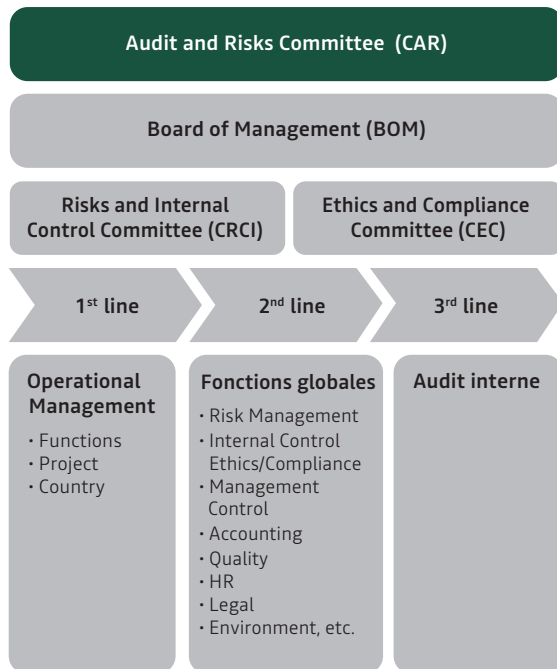 Audit and Risks Committee (CAR)
Board of Management (BOM)
Risks and Internal
Control Committee (CRCI)
Ethics and Compliance
Committee (CEC)
1st line
2nd line
3rd line
Operational
Management
· Functions
· Project
· Country
Fonctions globales
· Risk Management
· Internal Control
Ethics/Compliance
· Management
Control
· Accounting
· Quality
· HR
· Legal
· Environment, etc.
Audit interne